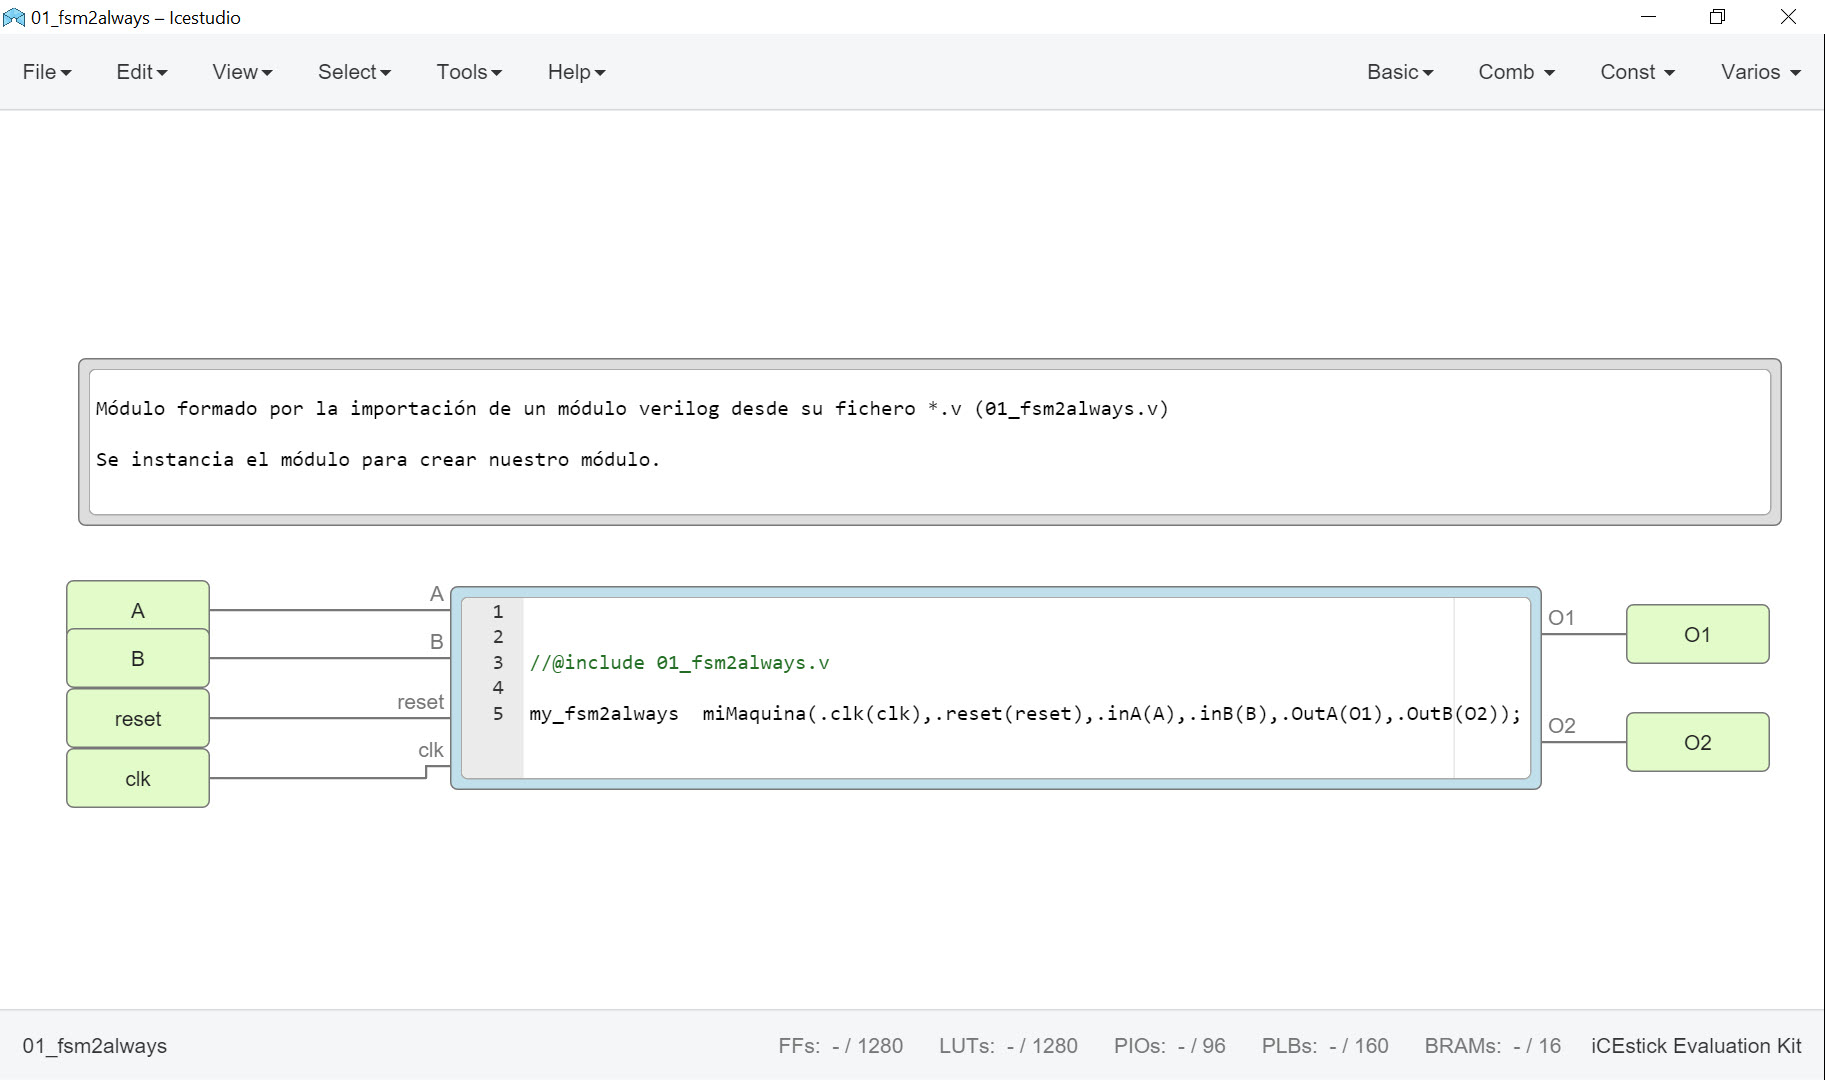 01_fsm2always – Icestudio
File Edit View Select Tools Help Basic Comb Const Varios
Módulo formado por la importación de un módulo verilog desde su fichero *.v (01_fsm2always.v)
Se instancia el módulo para crear nuestro módulo.
A
B
reset
clk
A
B
reset
clk
1
2
3 //@include 01_fsm2always.v
4
5 my_fsm2always  miMaquina(.clk(clk),.reset(reset),.inA(A),.inB(B),.OutA(O1),.OutB(O2));
O1
O2
O1
O2
01_fsm2always FFs: - / 1280 LUTs: - / 1280 PIOs: - / 96 PLBs: - / 160 BRAMs: - / 16 iCEstick Evaluation Kit